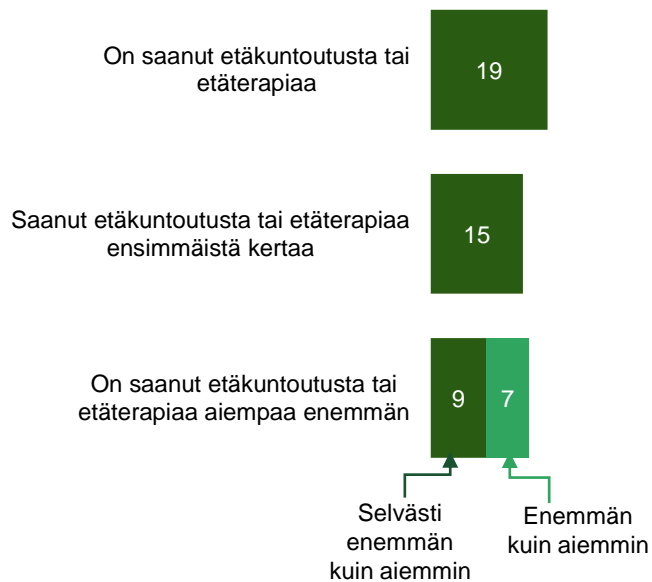 On saanut etäkuntoutusta tai
etäterapiaa
19
Saanut etäkuntoutusta tai etäterapiaa
ensimmäistä kertaa
15
On saanut etäkuntoutusta tai
etäterapiaa aiempaa enemmän
9 7
Selvästi
enemmän
kuin aiemmin
Enemmän
kuin aiemmin